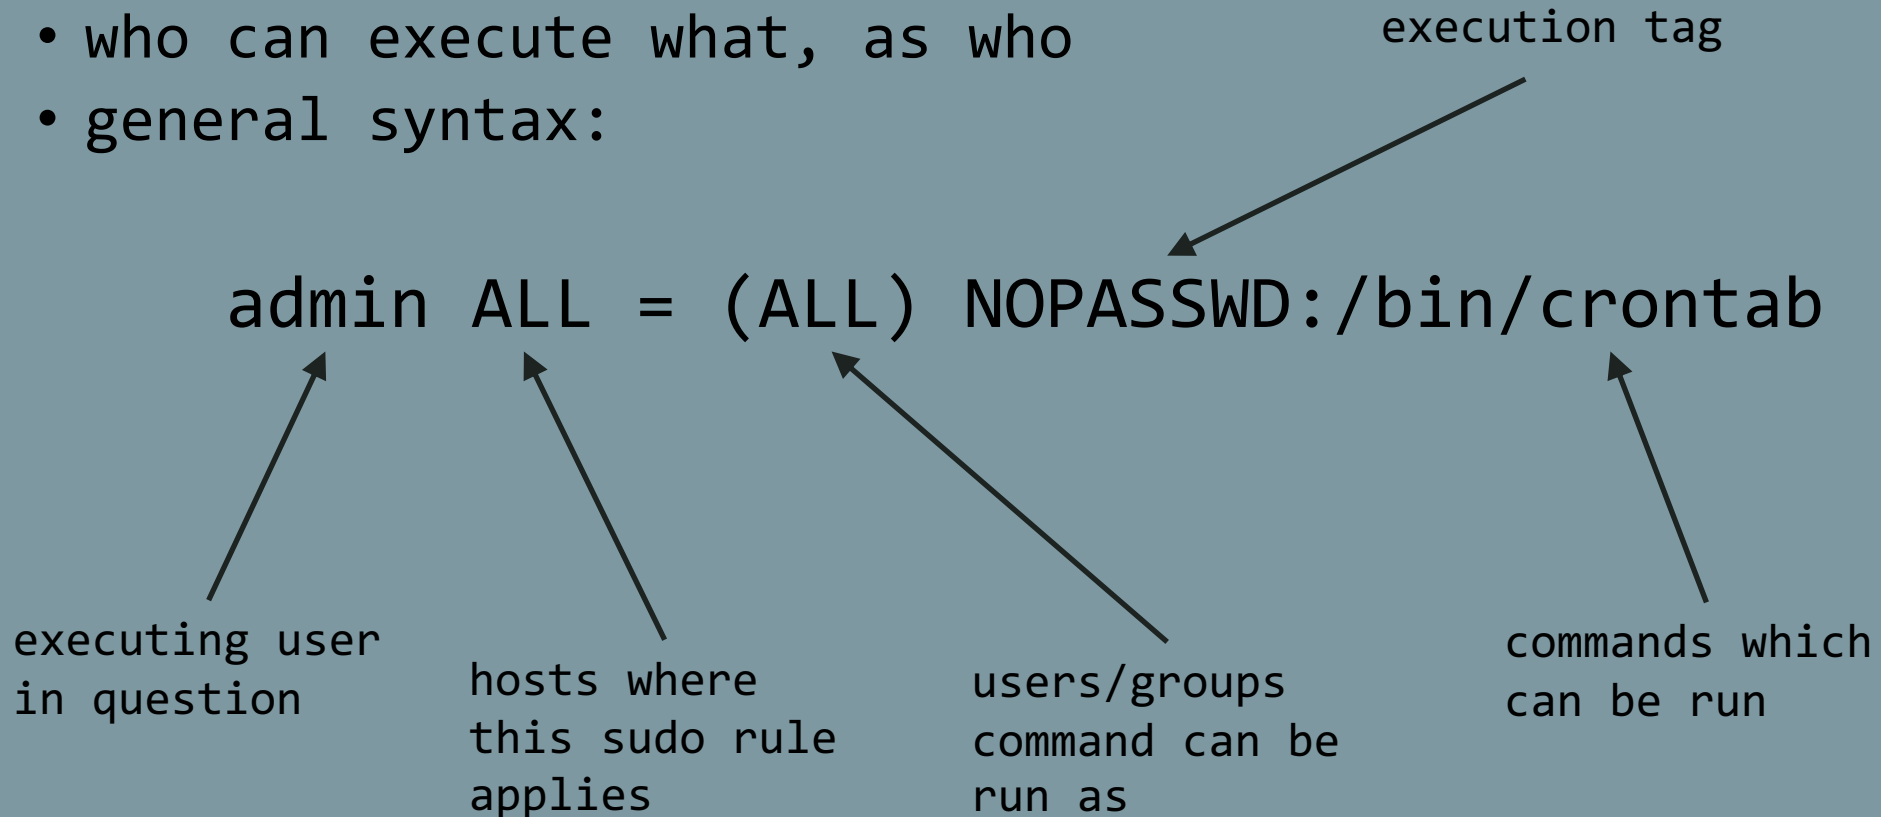 • who can execute what, as who
execution tag
• general syntax:
admin ALL = (ALL) NOPASSWD:/bin/crontab
executing user
in question
hosts where
this sudo rule
applies
users/groups
command can be
run as
commands which
can be run